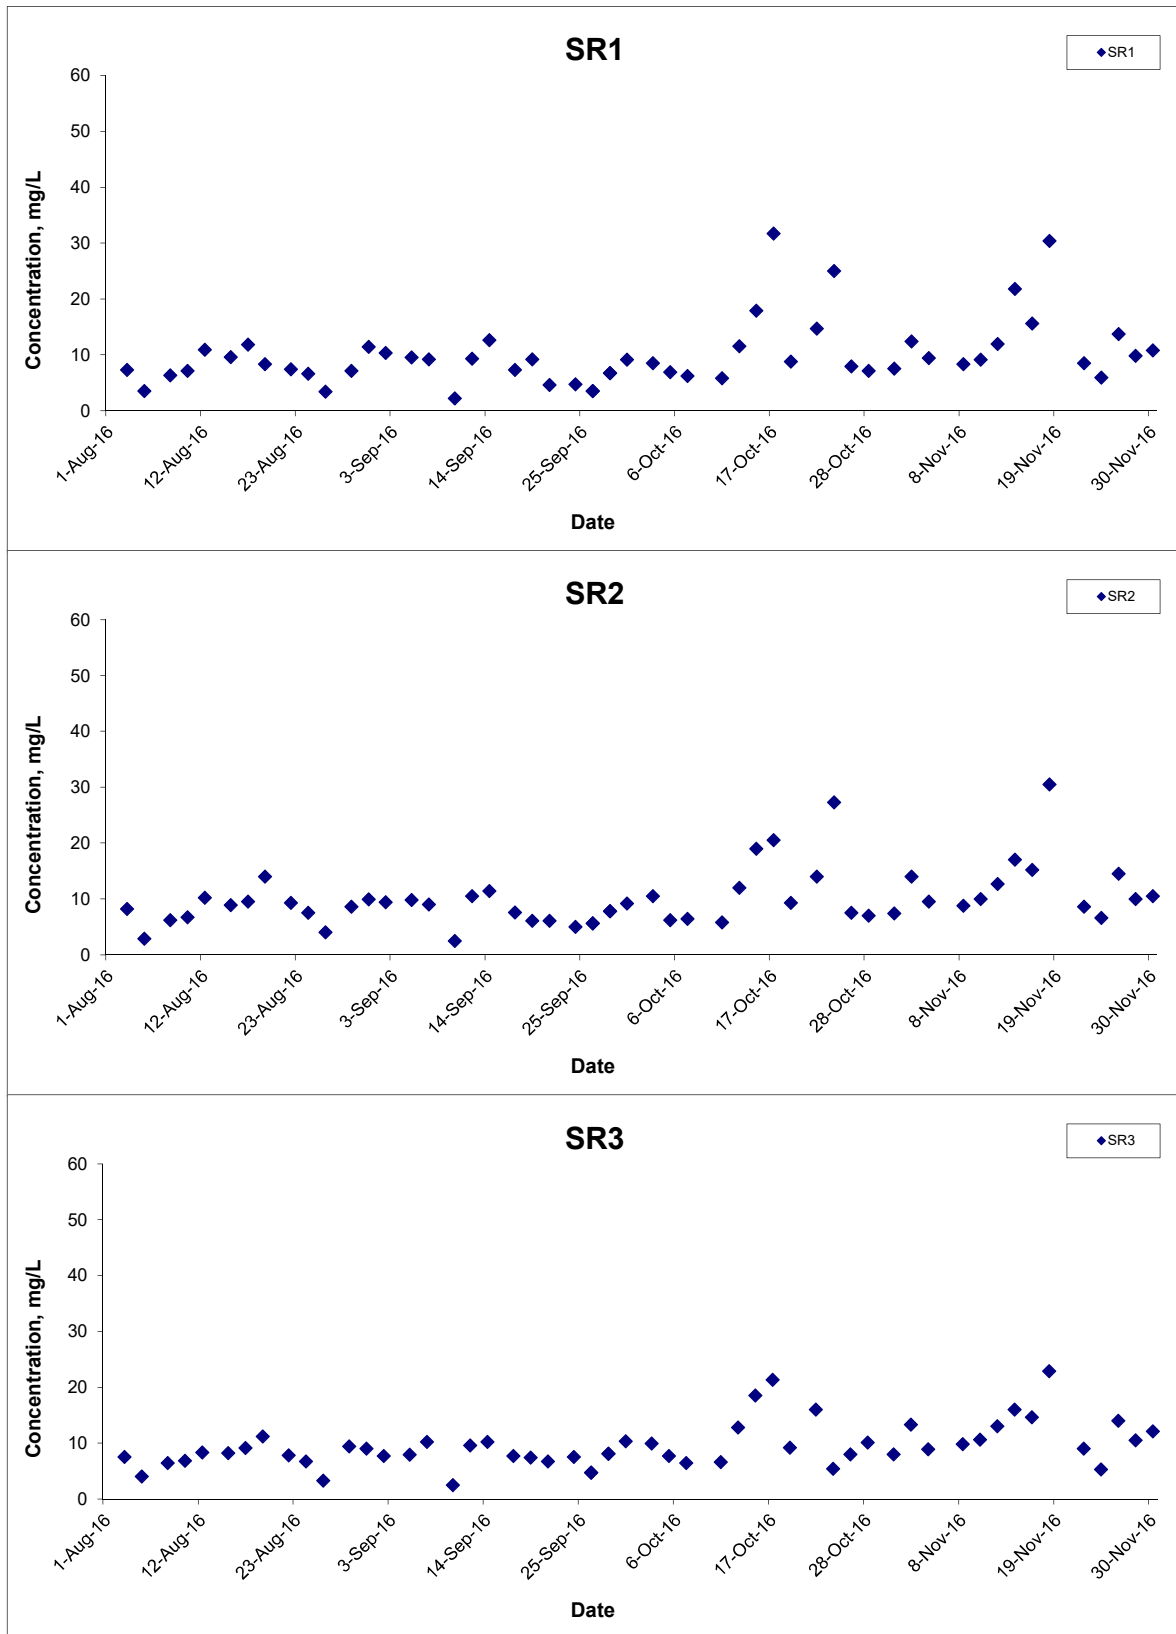 SR1
SR1
60
50
40
30
20
10
0
Concentration, mg/L
1-Aug-16
12-Aug-16
23-Aug-16
3-Sep-16
14-Sep-16
25-Sep-16
6-Oct-16
17-Oct-16
28-Oct-16
8-Nov-16
19-Nov-16
30-Nov-16
Date
SR2
SR2
60
50
40
30
20
10
0
Concentration, mg/L
1-Aug-16
12-Aug-16
23-Aug-16
3-Sep-16
14-Sep-16
25-Sep-16
6-Oct-16
17-Oct-16
28-Oct-16
8-Nov-16
19-Nov-16
30-Nov-16
Date
SR3
SR3
60
50
40
30
20
10
0
Concentration, mg/L
1-Aug-16
12-Aug-16
23-Aug-16
3-Sep-16
14-Sep-16
25-Sep-16
6-Oct-16
17-Oct-16
28-Oct-16
8-Nov-16
19-Nov-16
30-Nov-16
Date